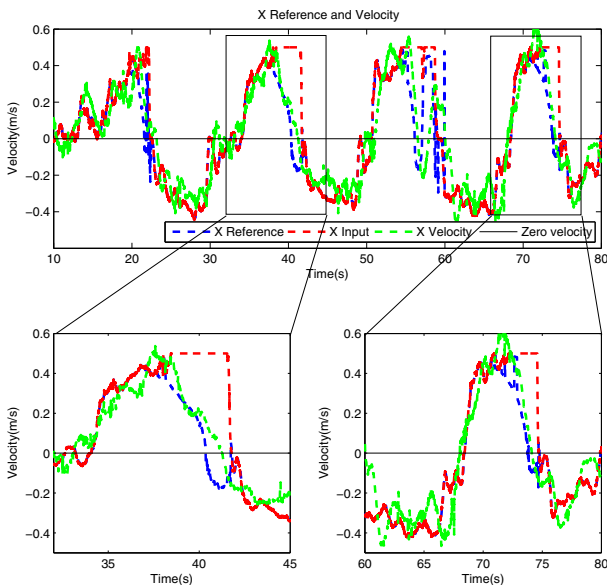 X Reference and Velocity
Velocity(m/s)
0.6
0.4
0.2
0
−0.2
−0.4
−0.6
X Reference X Input X Velocity Zero velocity
10 20 30 40 50 60 70 80
Time(s)
Velocity(m/s)
0.6
0.4
0.2
0
−0.2
−0.4
35 40 45
Time(s)
Velocity(m/s)
0.6
0.4
0.2
0
−0.2
−0.4
60 65 70 75 80
Time(s)